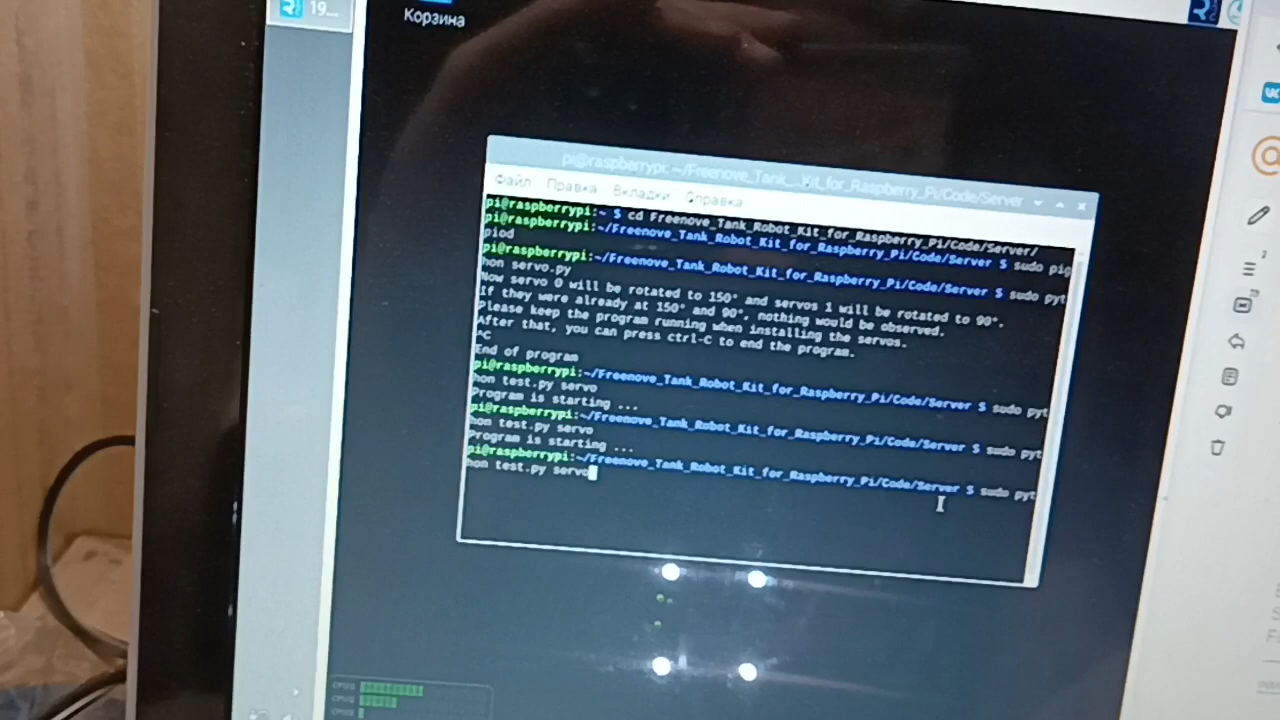 19...
Корзина
pi@raspberrypi: ~/Freenove_Tank_...Kit_for_Raspberry_Pi/Code/Server
Файл Правка Вкладки Справка
pi@raspberrypi:~ $ cd Freenove_Tank_Robot_Kit_for_Raspberry_Pi/Code/Server/
pi@raspberrypi:~/Freenove_Tank_Robot_Kit_for_Raspberry_Pi/Code/Server $ sudo pig
piod
pi@raspberrypi:~/Freenove_Tank_Robot_Kit_for_Raspberry_Pi/Code/Server $ sudo pyt
hon servo.py
Now servo 0 will be rotated to 150° and servos 1 will be rotated to 90°.
If they were already at 150° and 90°, nothing would be observed.
Please keep the program running when installing the servos.
After that, you can press ctrl-C to end the program.
^C
End of program
pi@raspberrypi:~/Freenove_Tank_Robot_Kit_for_Raspberry_Pi/Code/Server $ sudo pyt
hon test.py servo
Program is starting ...
pi@raspberrypi:~/Freenove_Tank_Robot_Kit_for_Raspberry_Pi/Code/Server $ sudo pyt
hon test.py servo
Program is starting ...
pi@raspberrypi:~/Freenove_Tank_Robot_Kit_for_Raspberry_Pi/Code/Server $ sudo pyt
hon test.py servo